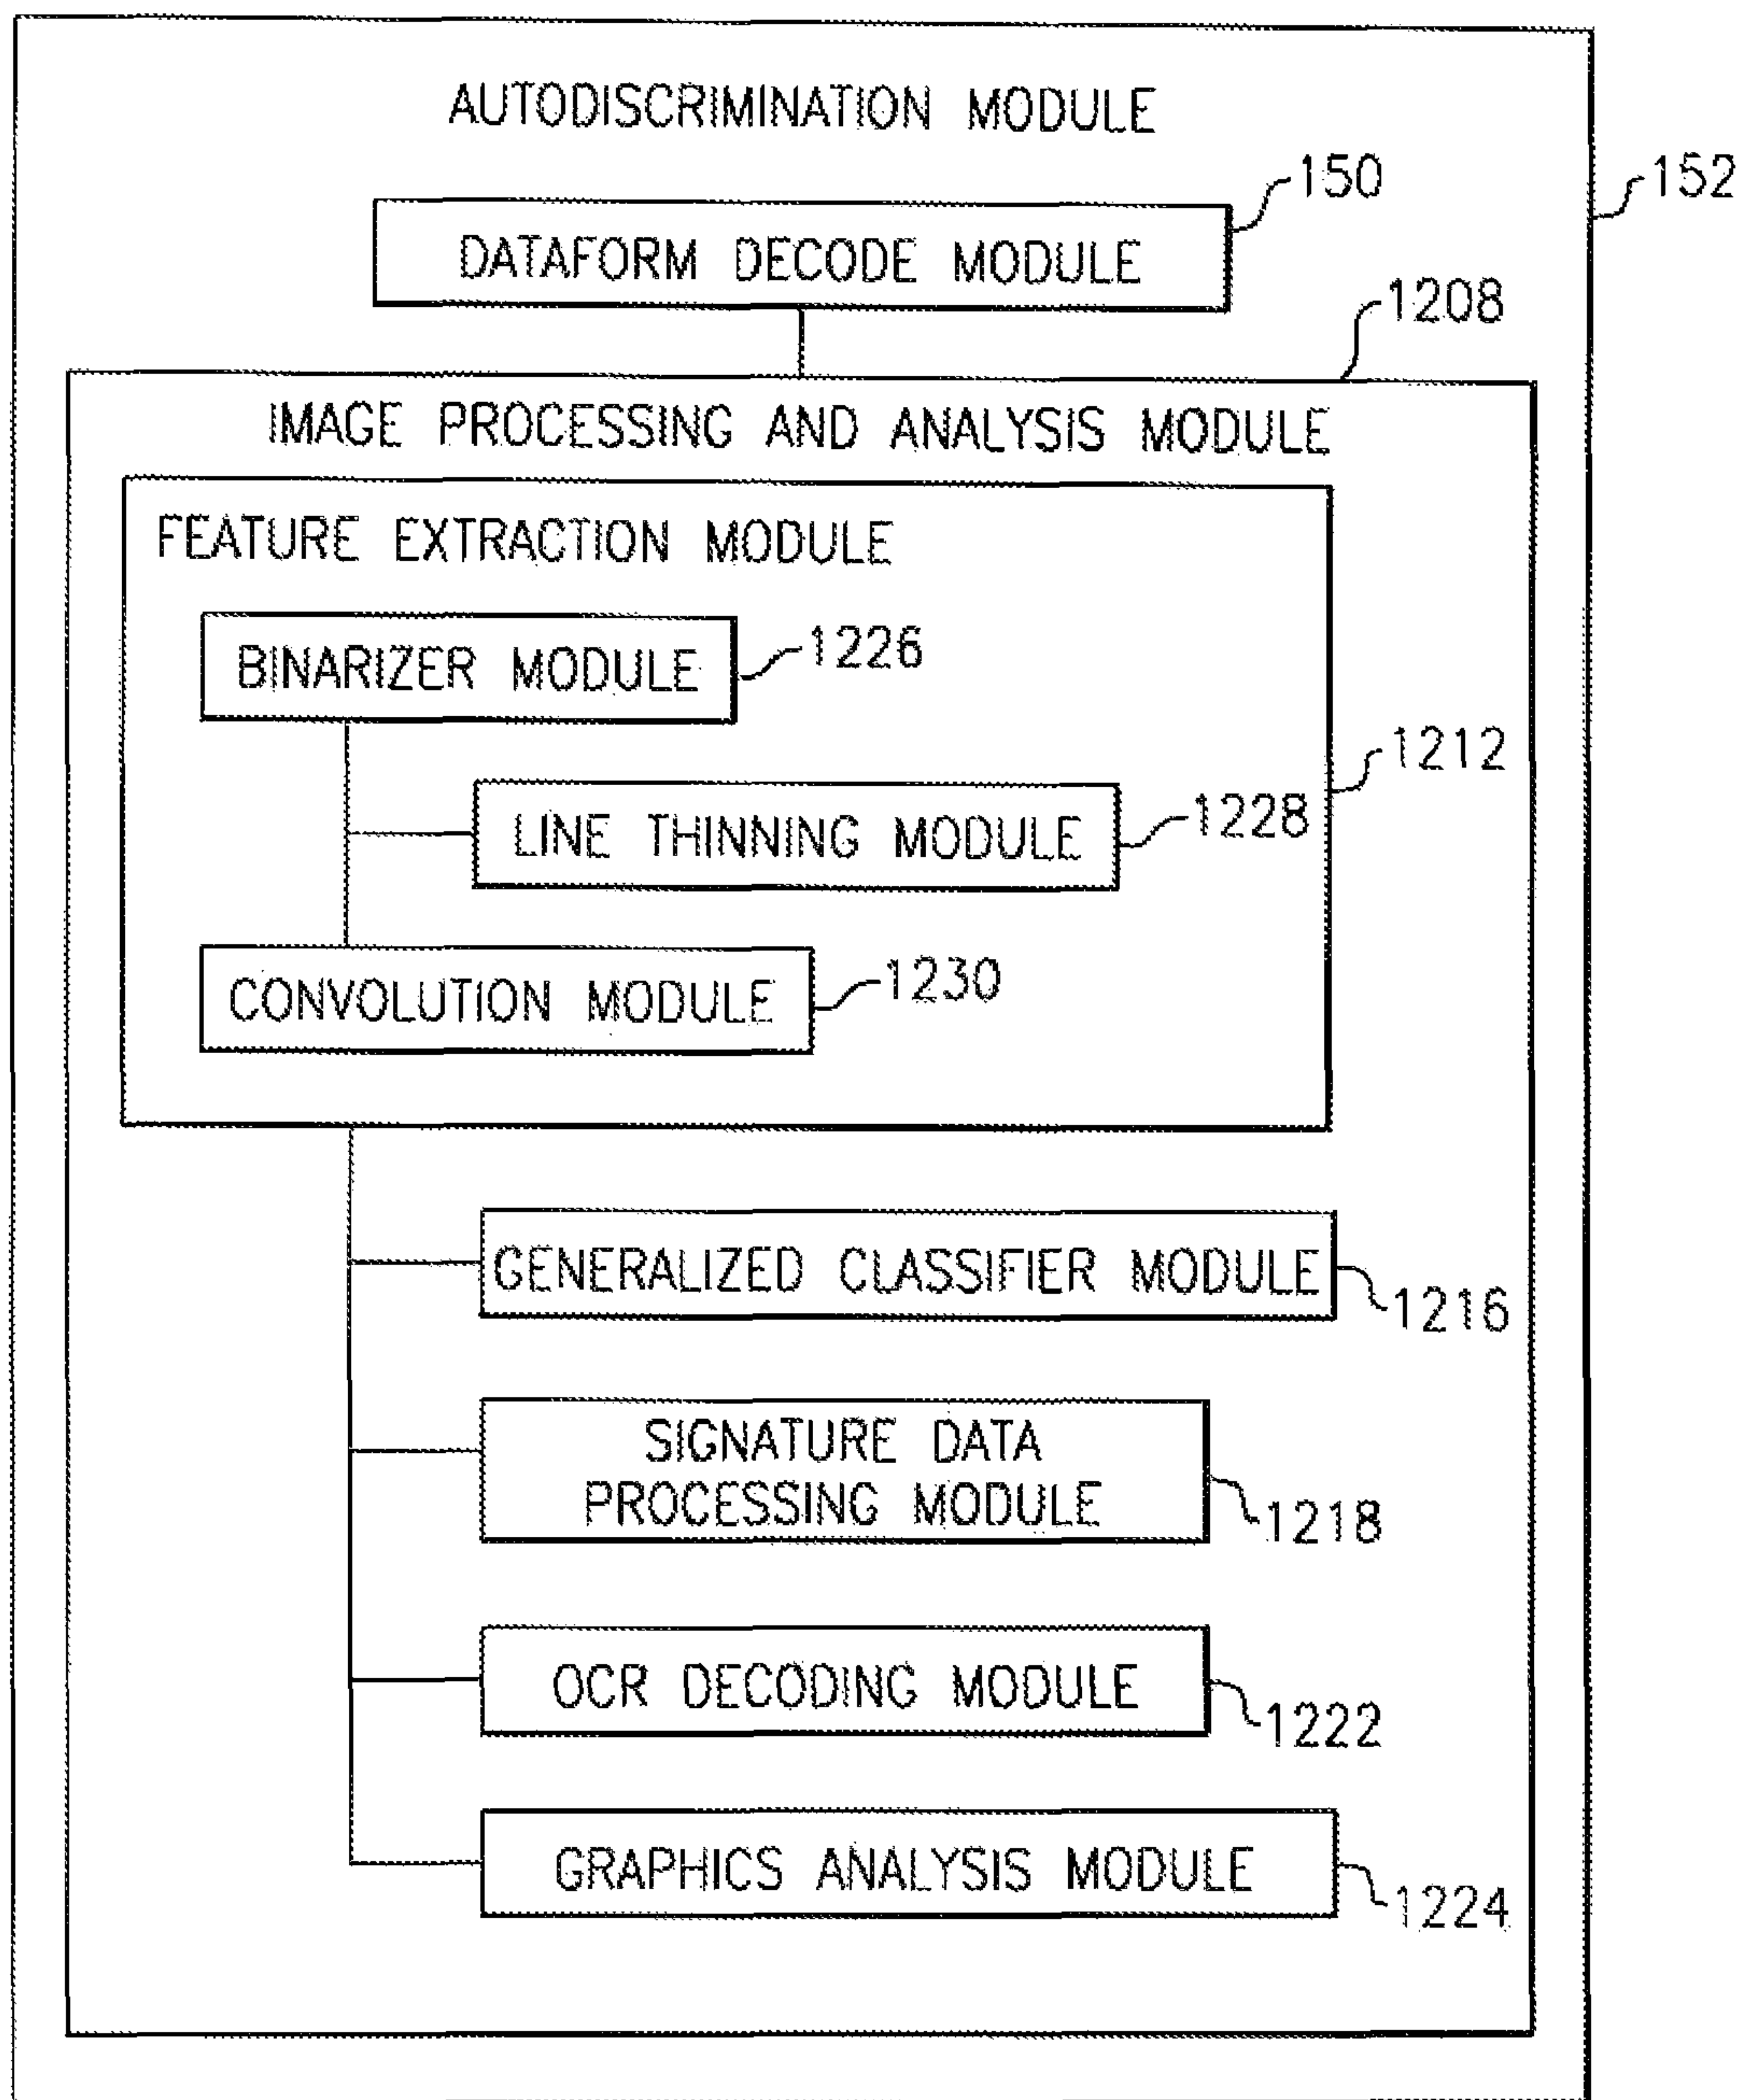 AUTODISCRIMINATION MODULE
150
152
DATAFORM DECODE MODULE
1208
IMAGE PROCESSING AND ANALYSIS MODULE
FEATURE EXTRACTION MODULE
BINARIZER MODULE
1226
1212
LINE THINNING MODULE
1228
CONVOLUTION MODULE
1230
GENERALIZED CLASSIFIER MODULE
1216
SIGNATURE DATA
PROCESSING MODULE
1218
OCR DECODING MODULE
1222
GRAPHICS ANALYSIS MODULE
1224